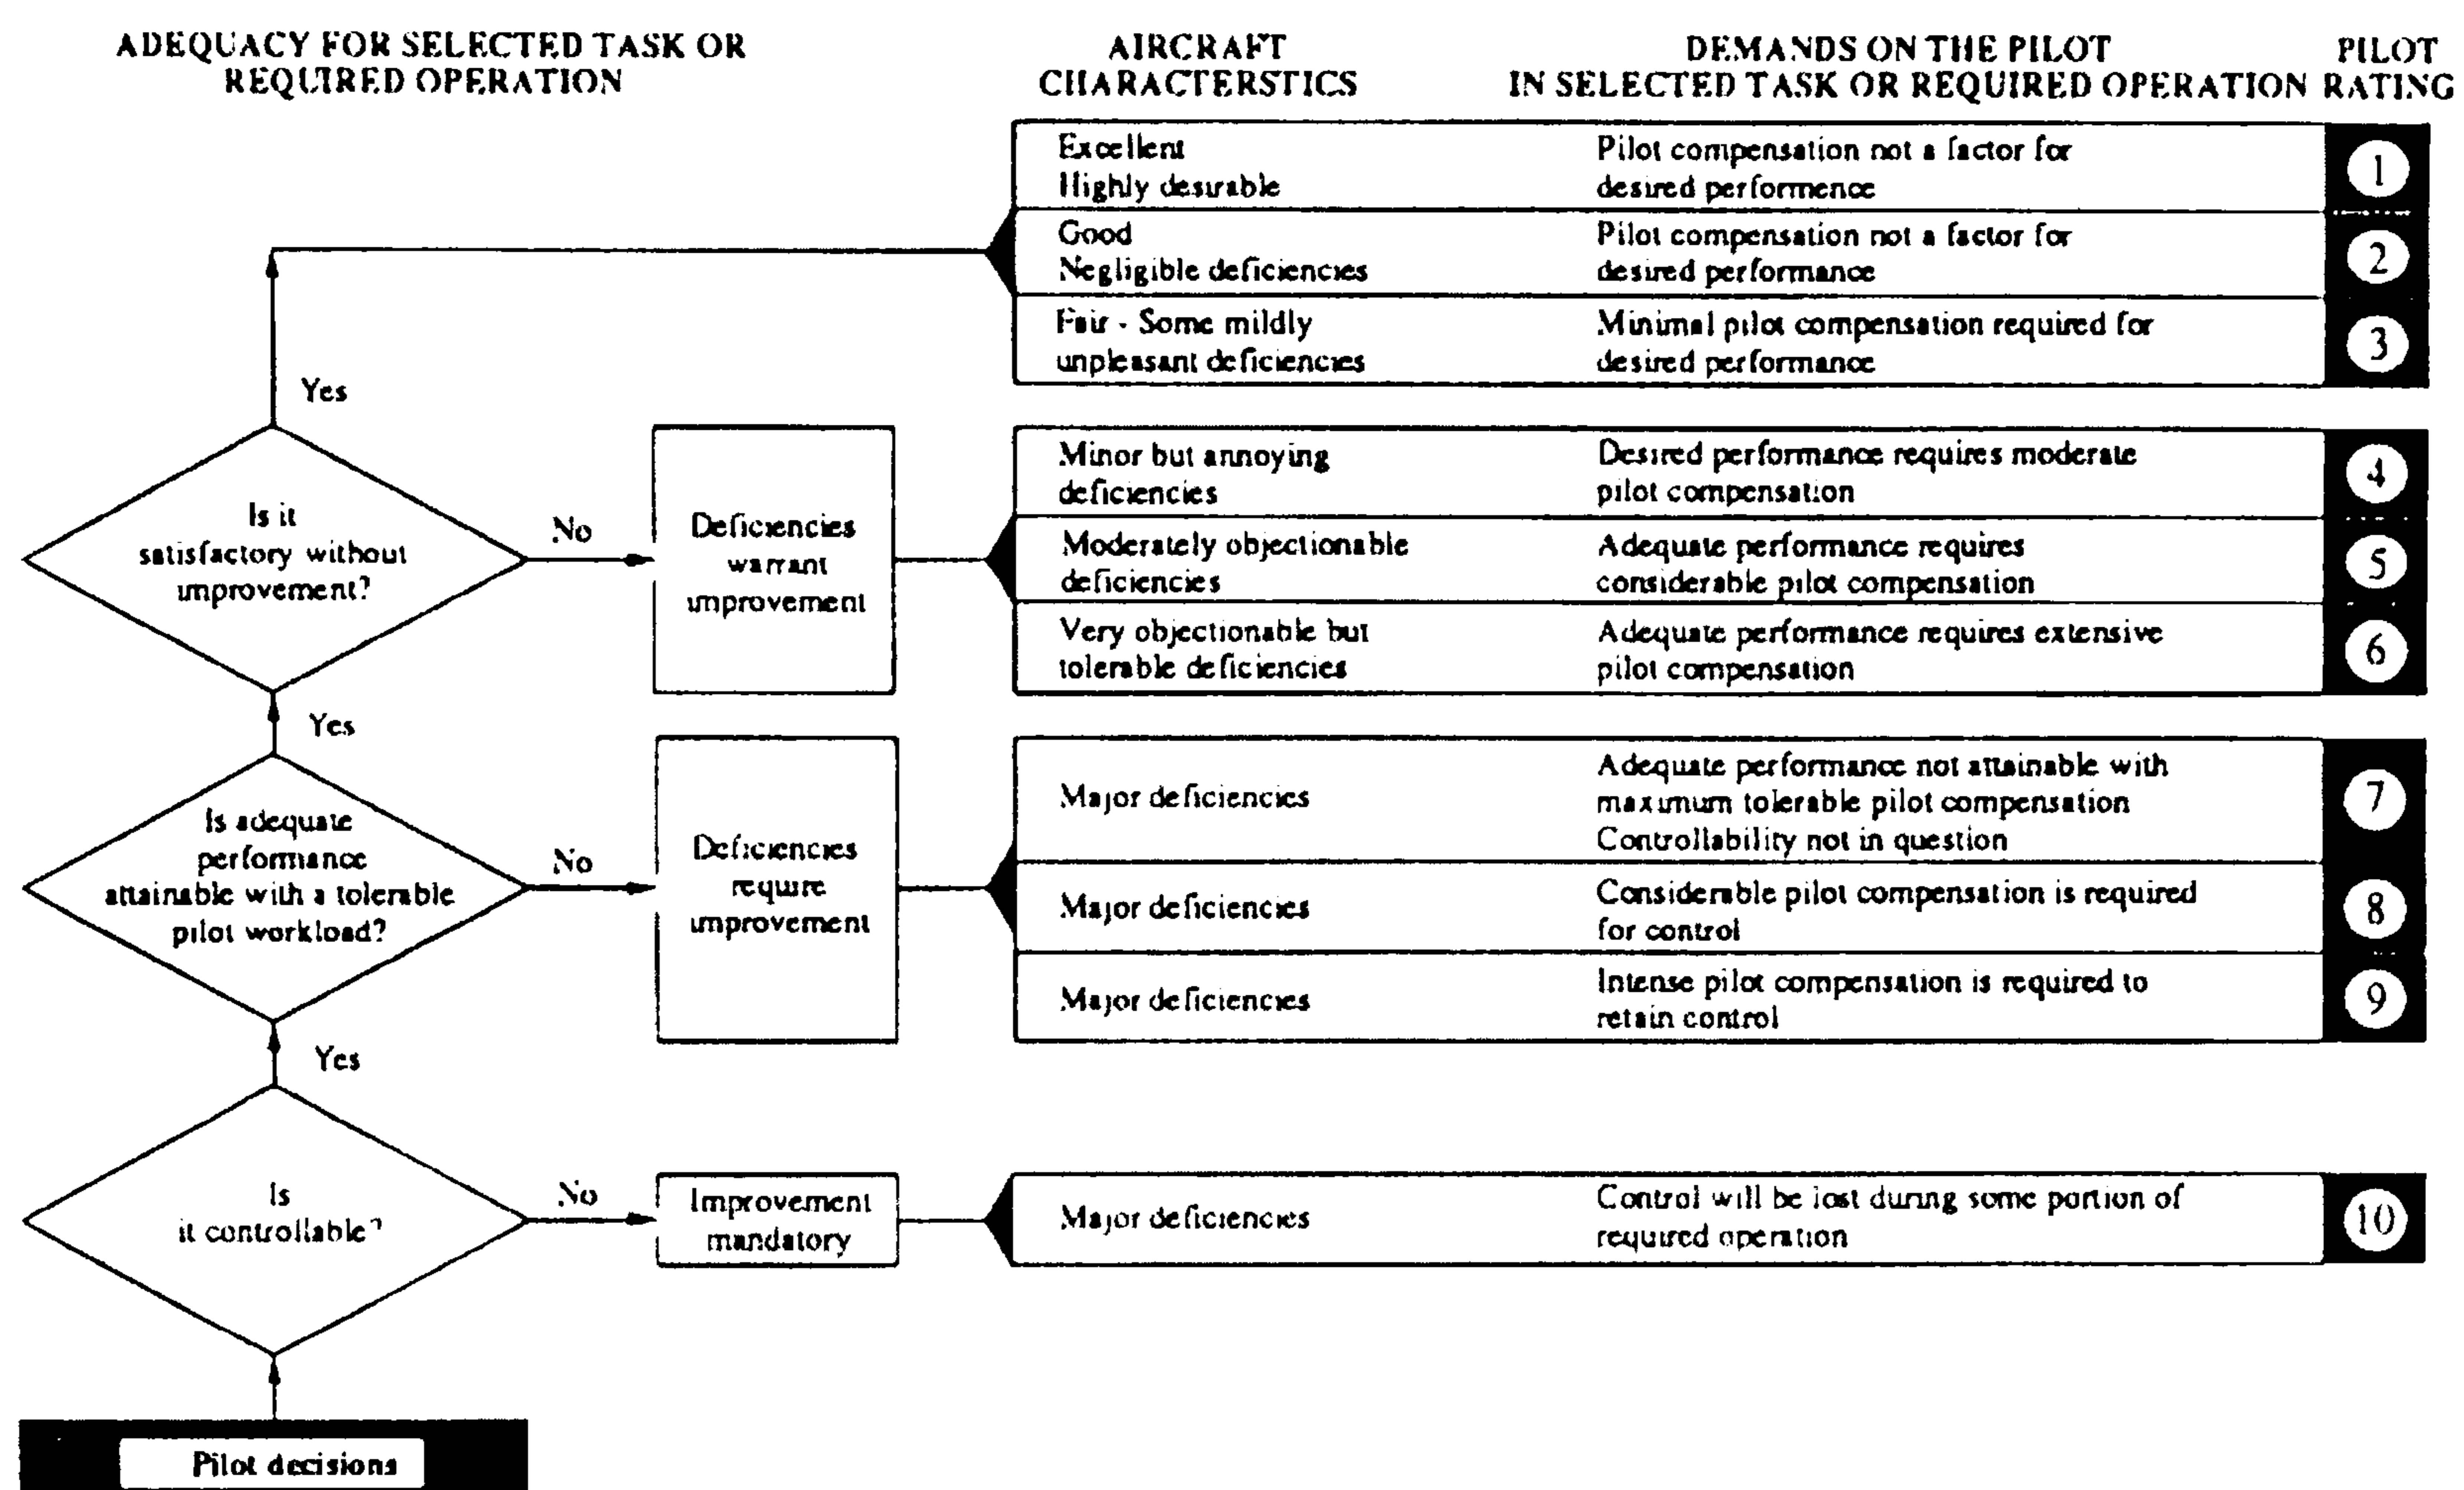 ADEQUACY FOR SELECTED TASK OR
REQUIRED OPERATION
AIRCRAFT
CHARACTERSTICS
DEMANDS ON THE PILOT
IN SELECTED TASK OR REQUIRED OPERATION
PILOT
RATING
Excellent
Highly desirable
Pilot compensation not a factor for
desired performence
1
Good
Negligible deficiencies
Pilot compensation not a factor for
desired performance
2
Fair - Some mildly
unpleasant deficiencies
Minimal pilot compensation required for
desired performance
3
Yes
Is it
satisfactory without
improvement?
No
Deficiencies
warrant
improvement
Minor but annoying
deficiencies
Desired performance requires moderate
pilot compensation
4
Moderately objectionable
deficiencies
Adequate performance requires
considerable pilot compensation
5
Very objectionable but
tolerable deficiencies
Adequate performance requires extensive
pilot compensation
6
Yes
Is adequate
performance
attainable with a tolerable
pilot workload?
No
Deficiencies
require
improvement
Major deficiencies
Adequate performance not attainable with
maximum tolerable pilot compensation
Controllability not in question
7
Major deficiencies
Considerable pilot compensation is required
for control
8
Major deficiencies
Intense pilot compensation is required to
retain control
9
Yes
Is
it controllable?
No
Improvement
mandatory
Major deficiencies
Control will be lost during some portion of
required operation
10
Pilot decisions